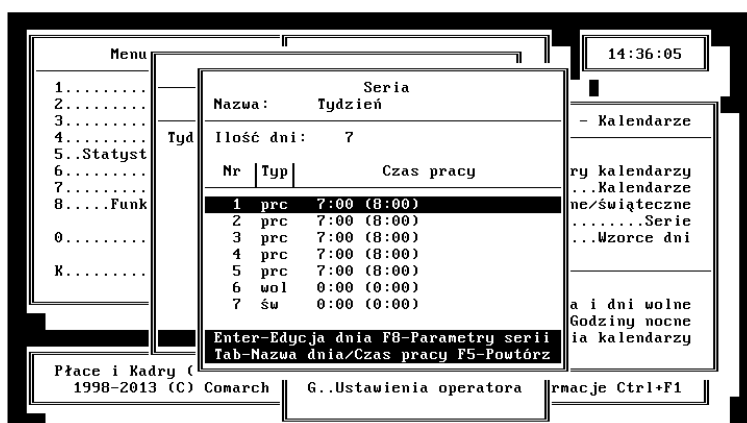 Menu
14:36:05
1.........
2.........
3.........
4.........
5..Statyst
6.........
7.........
8.....Funk
0.........
K.........
Tyd
Seria
Nazwa: Tydzień
Ilość dni: 7
Nr Typ Czas pracy
1 prc 7:00 (8:00)
2 prc 7:00 (8:00)
3 prc 7:00 (8:00)
4 prc 7:00 (8:00)
5 prc 7:00 (8:00)
6 wol 0:00 (0:00)
7 św 0:00 (0:00)
Enter-Edycja dnia F8-Parametry serii
Tab-Nazwa dnia/Czas pracy F5-Powtórz
- Kalendarze
ry kalendarzy
...Kalendarze
ne/świąteczne
........Serie
...Wzorce dni
a i dni wolne
Godziny nocne
ia kalendarzy
Płace i Kadry (
1998-2013 (C) Comarch
G..Ustawienia operatora
rmacje Ctrl+F1